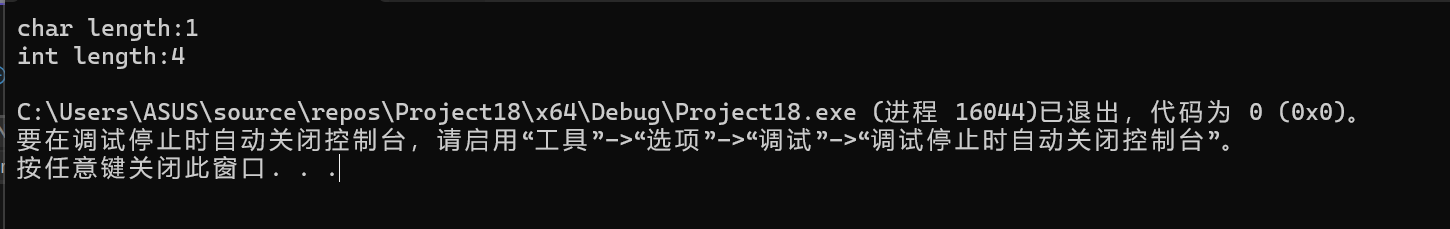 char length:1
int length:4
C:\Users\ASUS\source\repos\Project18\x64\Debug\Project18.exe (进程 16044)已退出，代码为 0 (0x0)。
要在调试停止时自动关闭控制台，请启用“工具”->“选项”->“调试”->“调试停止时自动关闭控制台”。
按任意键关闭此窗口. . .